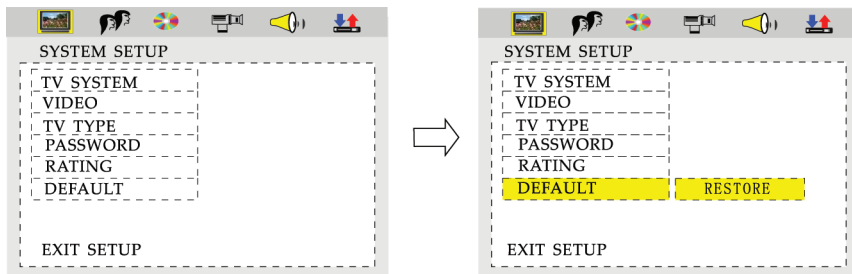 SYSTEM SETUP
TV SYSTEM
VIDEO
TV TYPE
PASSWORD
RATING
DEFAULT
EXIT SETUP
SYSTEM SETUP
TV SYSTEM
VIDEO
TV TYPE
PASSWORD
RATING
DEFAULT RESTORE
EXIT SETUP